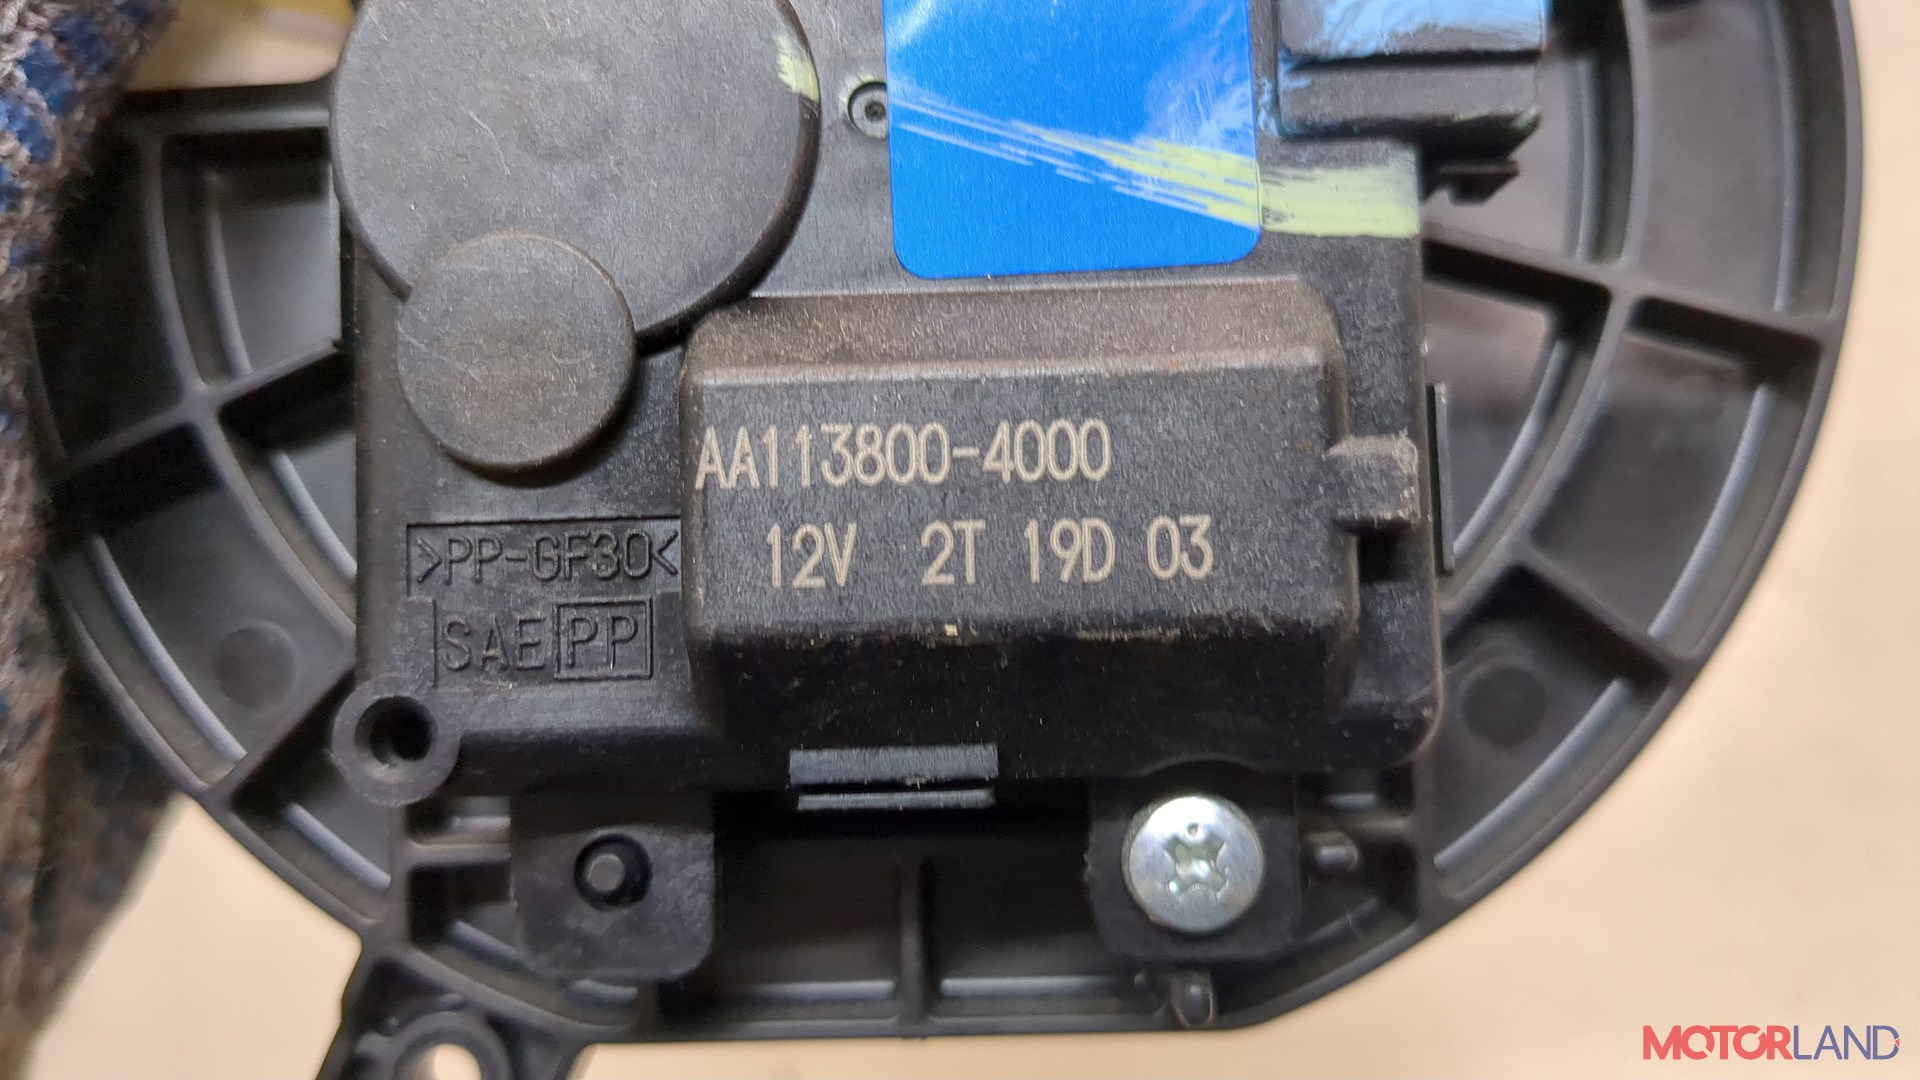 AA113800-4000
12V 2T 19D 03
>PP-GF30<
SAE PP
MOTORLAND